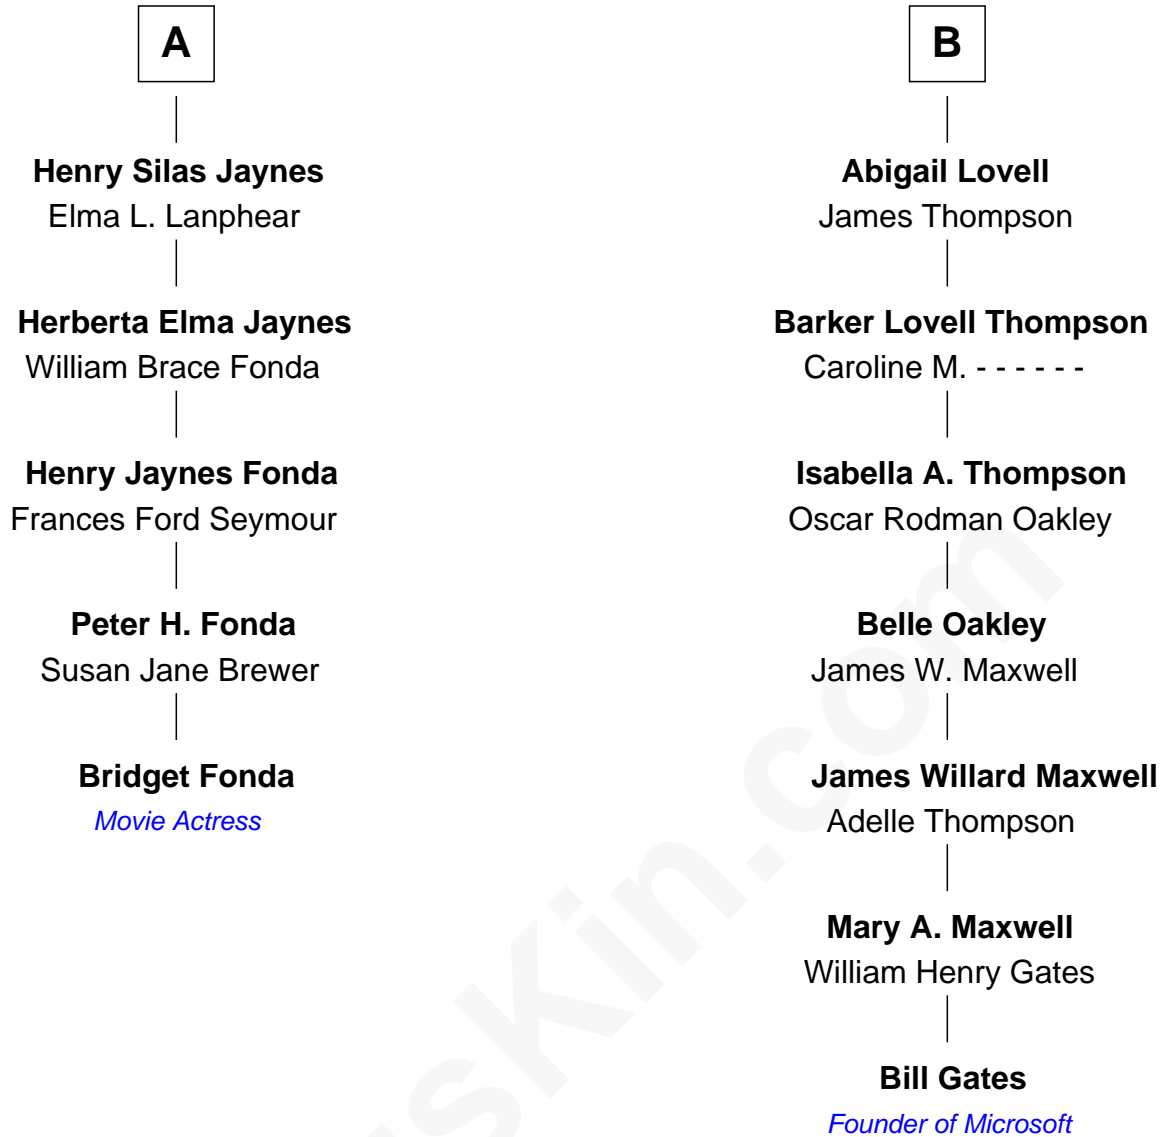 A
Henry Silas Jaynes
Elma L. Lanphear
Herberta Elma Jaynes
William Brace Fonda
Henry Jaynes Fonda
Frances Ford Seymour
Peter H. Fonda
Susan Jane Brewer
Bridget Fonda
Movie Actress
B
Abigail Lovell
James Thompson
Barker Lovell Thompson
Caroline M. - - - - - -
Isabella A. Thompson
Oscar Rodman Oakley
Belle Oakley
James W. Maxwell
James Willard Maxwell
Adelle Thompson
Mary A. Maxwell
William Henry Gates
Bill Gates
Founder of Microsoft
sKin.com